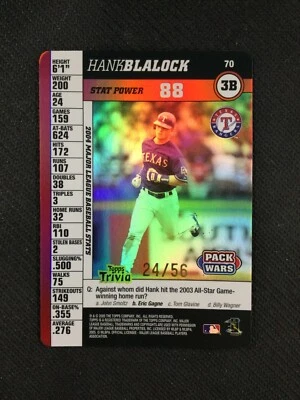 HANK BLALOCK
70
STAT POWER 88
3B
HEIGHT
6'1"
WEIGHT
200
AGE
24
GAMES
159
AT-BATS
624
HITS
172
RUNS
107
DOUBLES
38
TRIPLES
3
HOME RUNS
32
RBI
110
STOLEN BASES
2
SLUGGING%
.500
WALKS
75
STRIKEOUTS
149
ON-BASE%
.355
AVERAGE
.276
2004 MAJOR LEAGUE BASEBALL STATS
T
TEXAS
PACK
WARS
Topps
Trivia
24/56
Q: Against whom did Hank hit the 2003 All-Star Game-
winning home run?
a. John Smoltz b. Eric Gagne c. Tom Glavine d. Billy Wagner